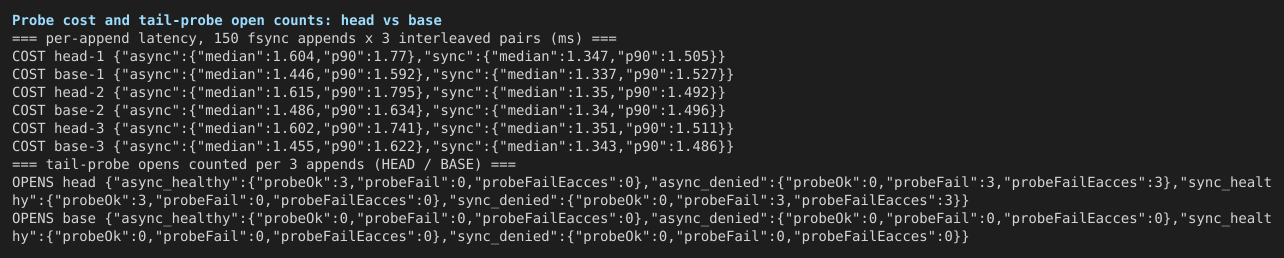 Probe cost and tail-probe open counts: head vs base
=== per-append latency, 150 fsync appends x 3 interleaved pairs (ms) ===
COST head-1 {"async":{"median":1.604,"p90":1.77},"sync":{"median":1.347,"p90":1.505}}
COST base-1 {"async":{"median":1.446,"p90":1.592},"sync":{"median":1.337,"p90":1.527}}
COST head-2 {"async":{"median":1.615,"p90":1.795},"sync":{"median":1.35,"p90":1.492}}
COST base-2 {"async":{"median":1.486,"p90":1.634},"sync":{"median":1.34,"p90":1.496}}
COST head-3 {"async":{"median":1.602,"p90":1.741},"sync":{"median":1.351,"p90":1.511}}
COST base-3 {"async":{"median":1.455,"p90":1.622},"sync":{"median":1.343,"p90":1.486}}
=== tail-probe opens counted per 3 appends (HEAD / BASE) ===
OPENS head {"async_healthy":{"probeOk":3,"probeFail":0,"probeFailEacces":0},"async_denied":{"probeOk":0,"probeFail":3,"probeFailEacces":3},"sync_healt
hy":{"probeOk":3,"probeFail":0,"probeFailEacces":0},"sync_denied":{"probeOk":0,"probeFail":3,"probeFailEacces":3}}
OPENS base {"async_healthy":{"probeOk":0,"probeFail":0,"probeFailEacces":0},"async_denied":{"probeOk":0,"probeFail":0,"probeFailEacces":0},"sync_healt
hy":{"probeOk":0,"probeFail":0,"probeFailEacces":0},"sync_denied":{"probeOk":0,"probeFail":0,"probeFailEacces":0}}